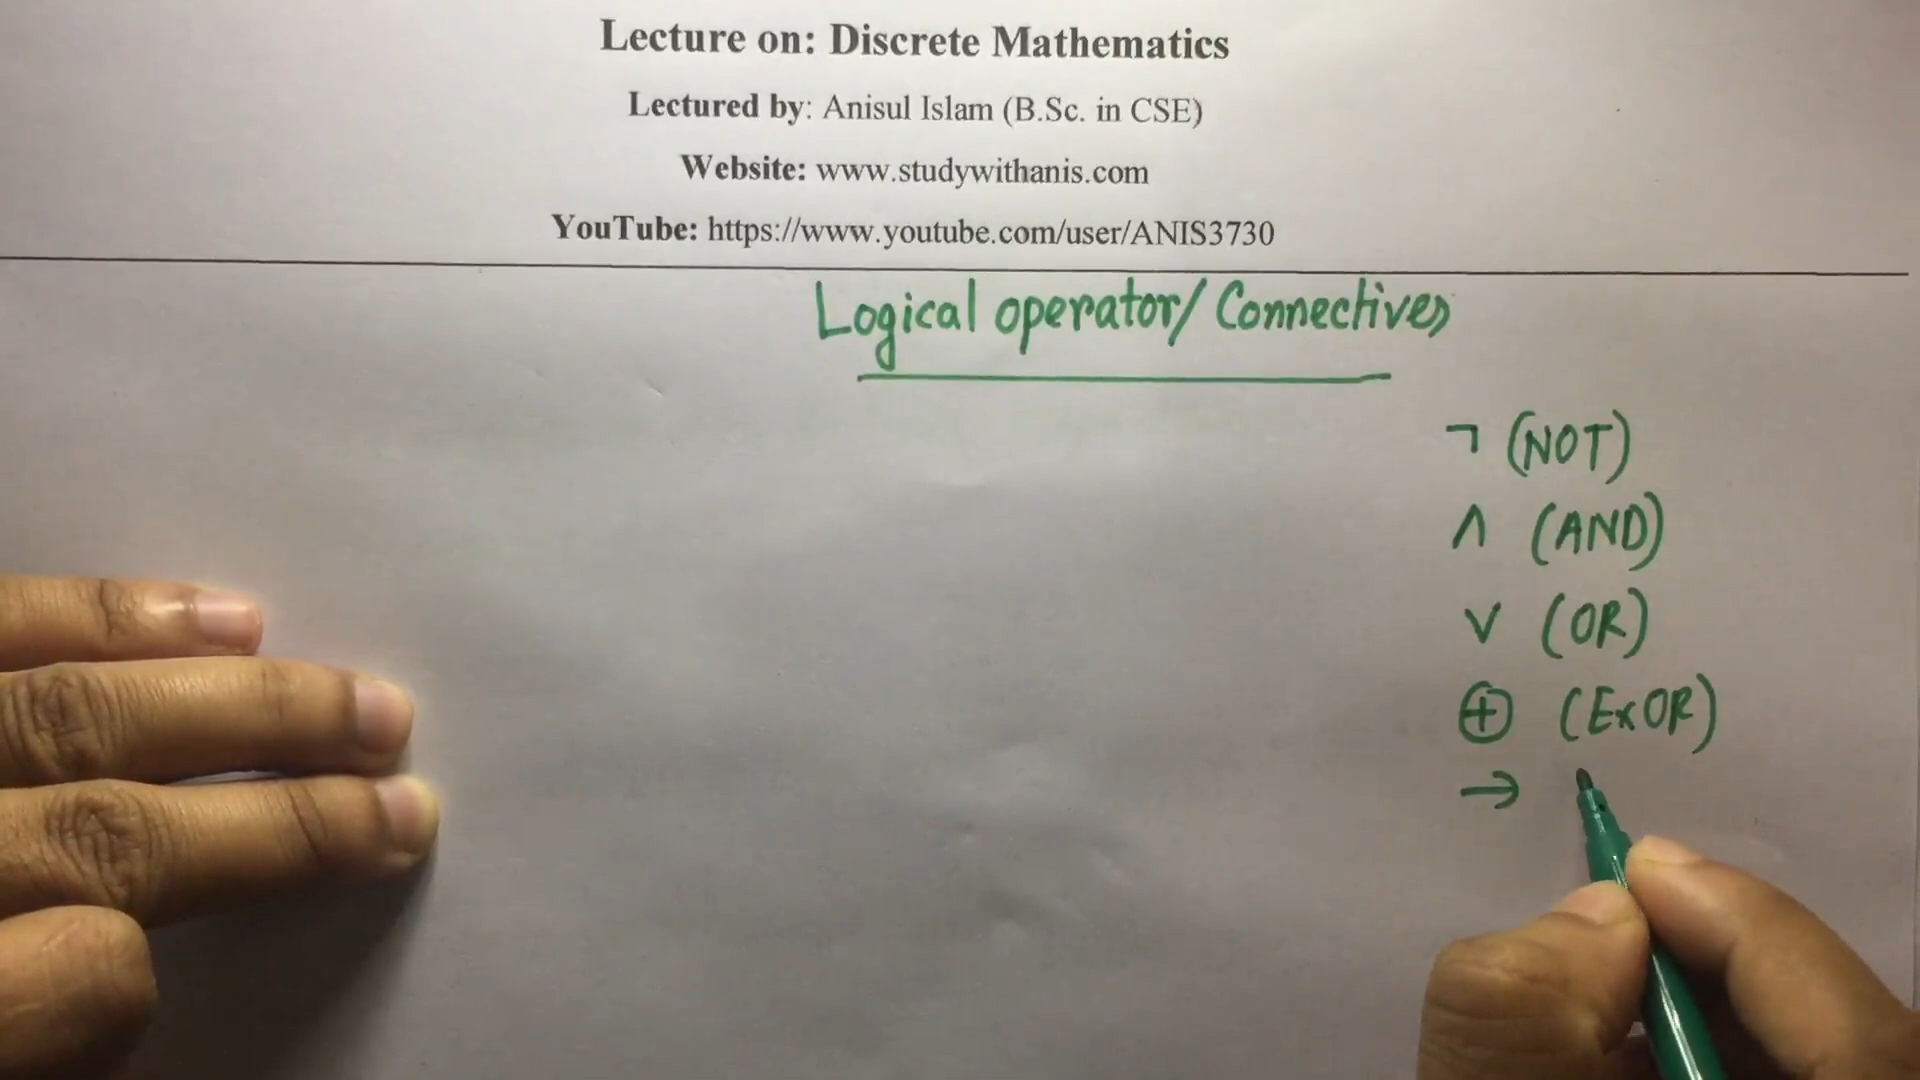 Lecture on: Discrete Mathematics
Lectured by: Anisul Islam (B.Sc. in CSE)
Website: www.studywithanis.com
YouTube: https://www.youtube.com/user/ANIS3730
Logical operator/ Connectives
¬ (NOT)
∧ (AND)
∨ (OR)
⊕ (ExOR)
→